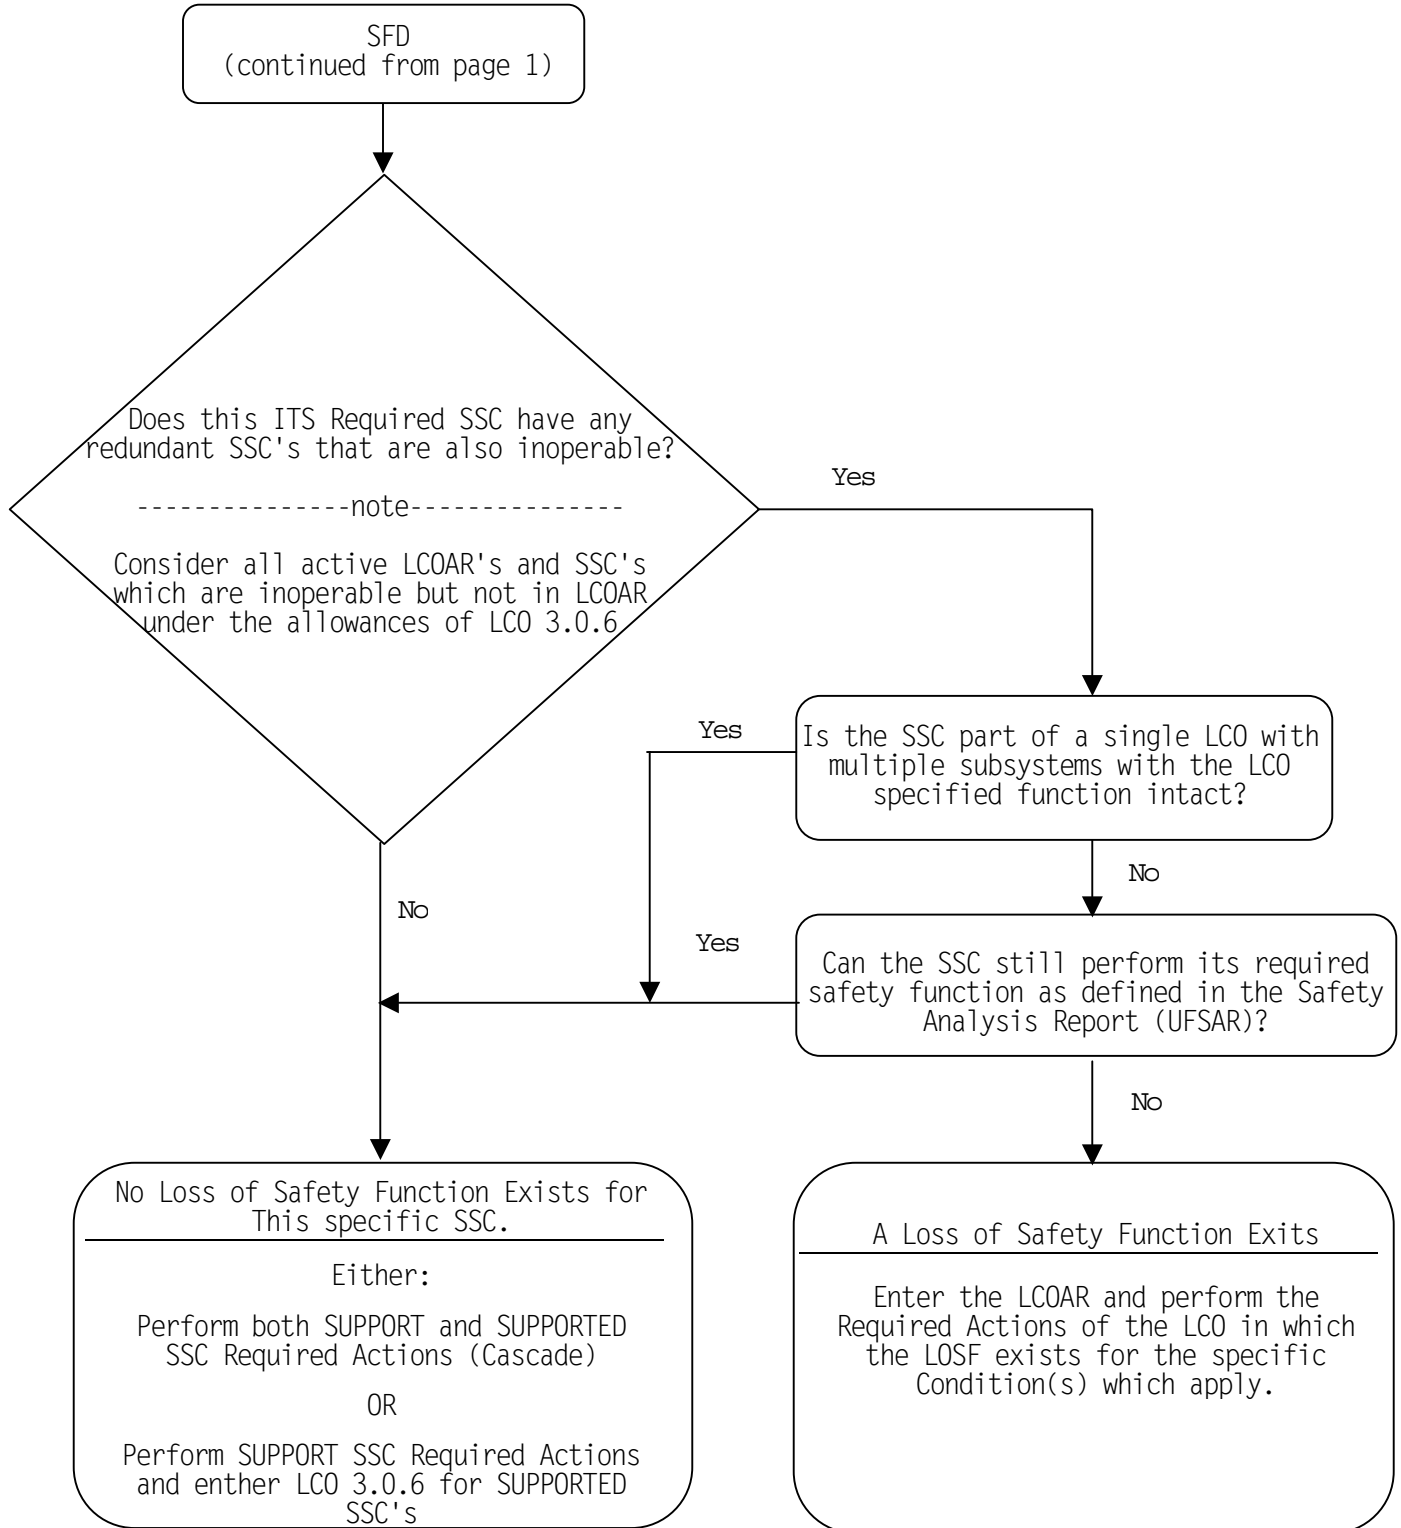 SFD
(continued from page 1)
Does this ITS Required SSC have any
redundant SSC's that are also inoperable?
---------------note---------------
Consider all active LCOAR's and SSC's
which are inoperable but not in LCOAR
under the allowances of LCO 3.0.6
Yes
Is the SSC part of a single LCO with
multiple subsystems with the LCO
specified function intact?
Yes
No
No
Yes
Can the SSC still perform its required
safety function as defined in the Safety
Analysis Report (UFSAR)?
No
No Loss of Safety Function Exists for
This specific SSC.
Either:
Perform both SUPPORT and SUPPORTED
SSC Required Actions (Cascade)
OR
Perform SUPPORT SSC Required Actions
and enther LCO 3.0.6 for SUPPORTED
SSC's
A Loss of Safety Function Exits
Enter the LCOAR and perform the
Required Actions of the LCO in which
the LOSF exists for the specific
Condition(s) which apply.